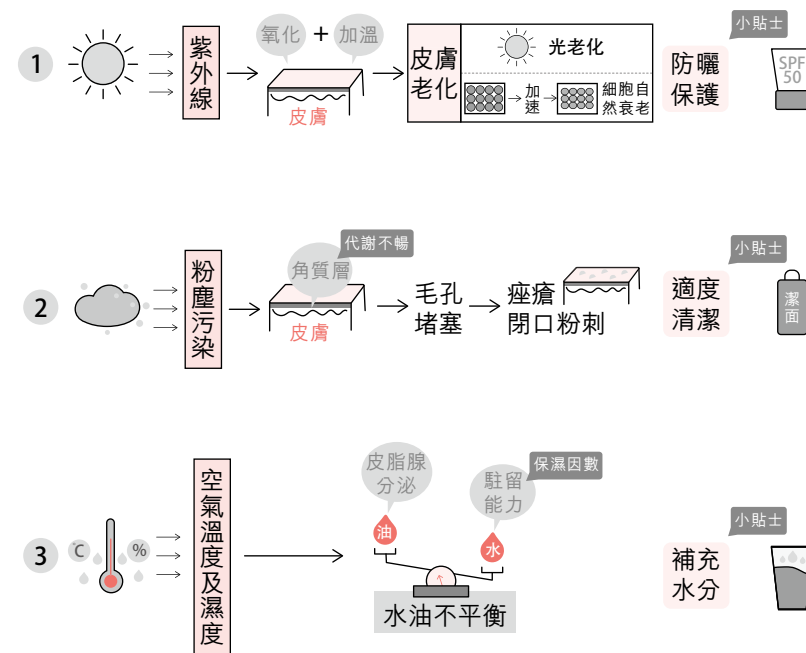 1
紫外線
氧化 + 加溫
皮膚
皮膚
老化
光老化
加速
細胞自
然衰老
防曬
保護
小貼士
SPF
50
2
粉塵污染
代謝不暢
角質層
皮膚
毛孔
堵塞
痤瘡
閉口粉刺
適度
清潔
小貼士
潔面
3
℃
%
空氣溫度及濕度
皮脂腺
分泌
保濕因數
駐留
能力
油
水
水油不平衡
補充
水分
小貼士